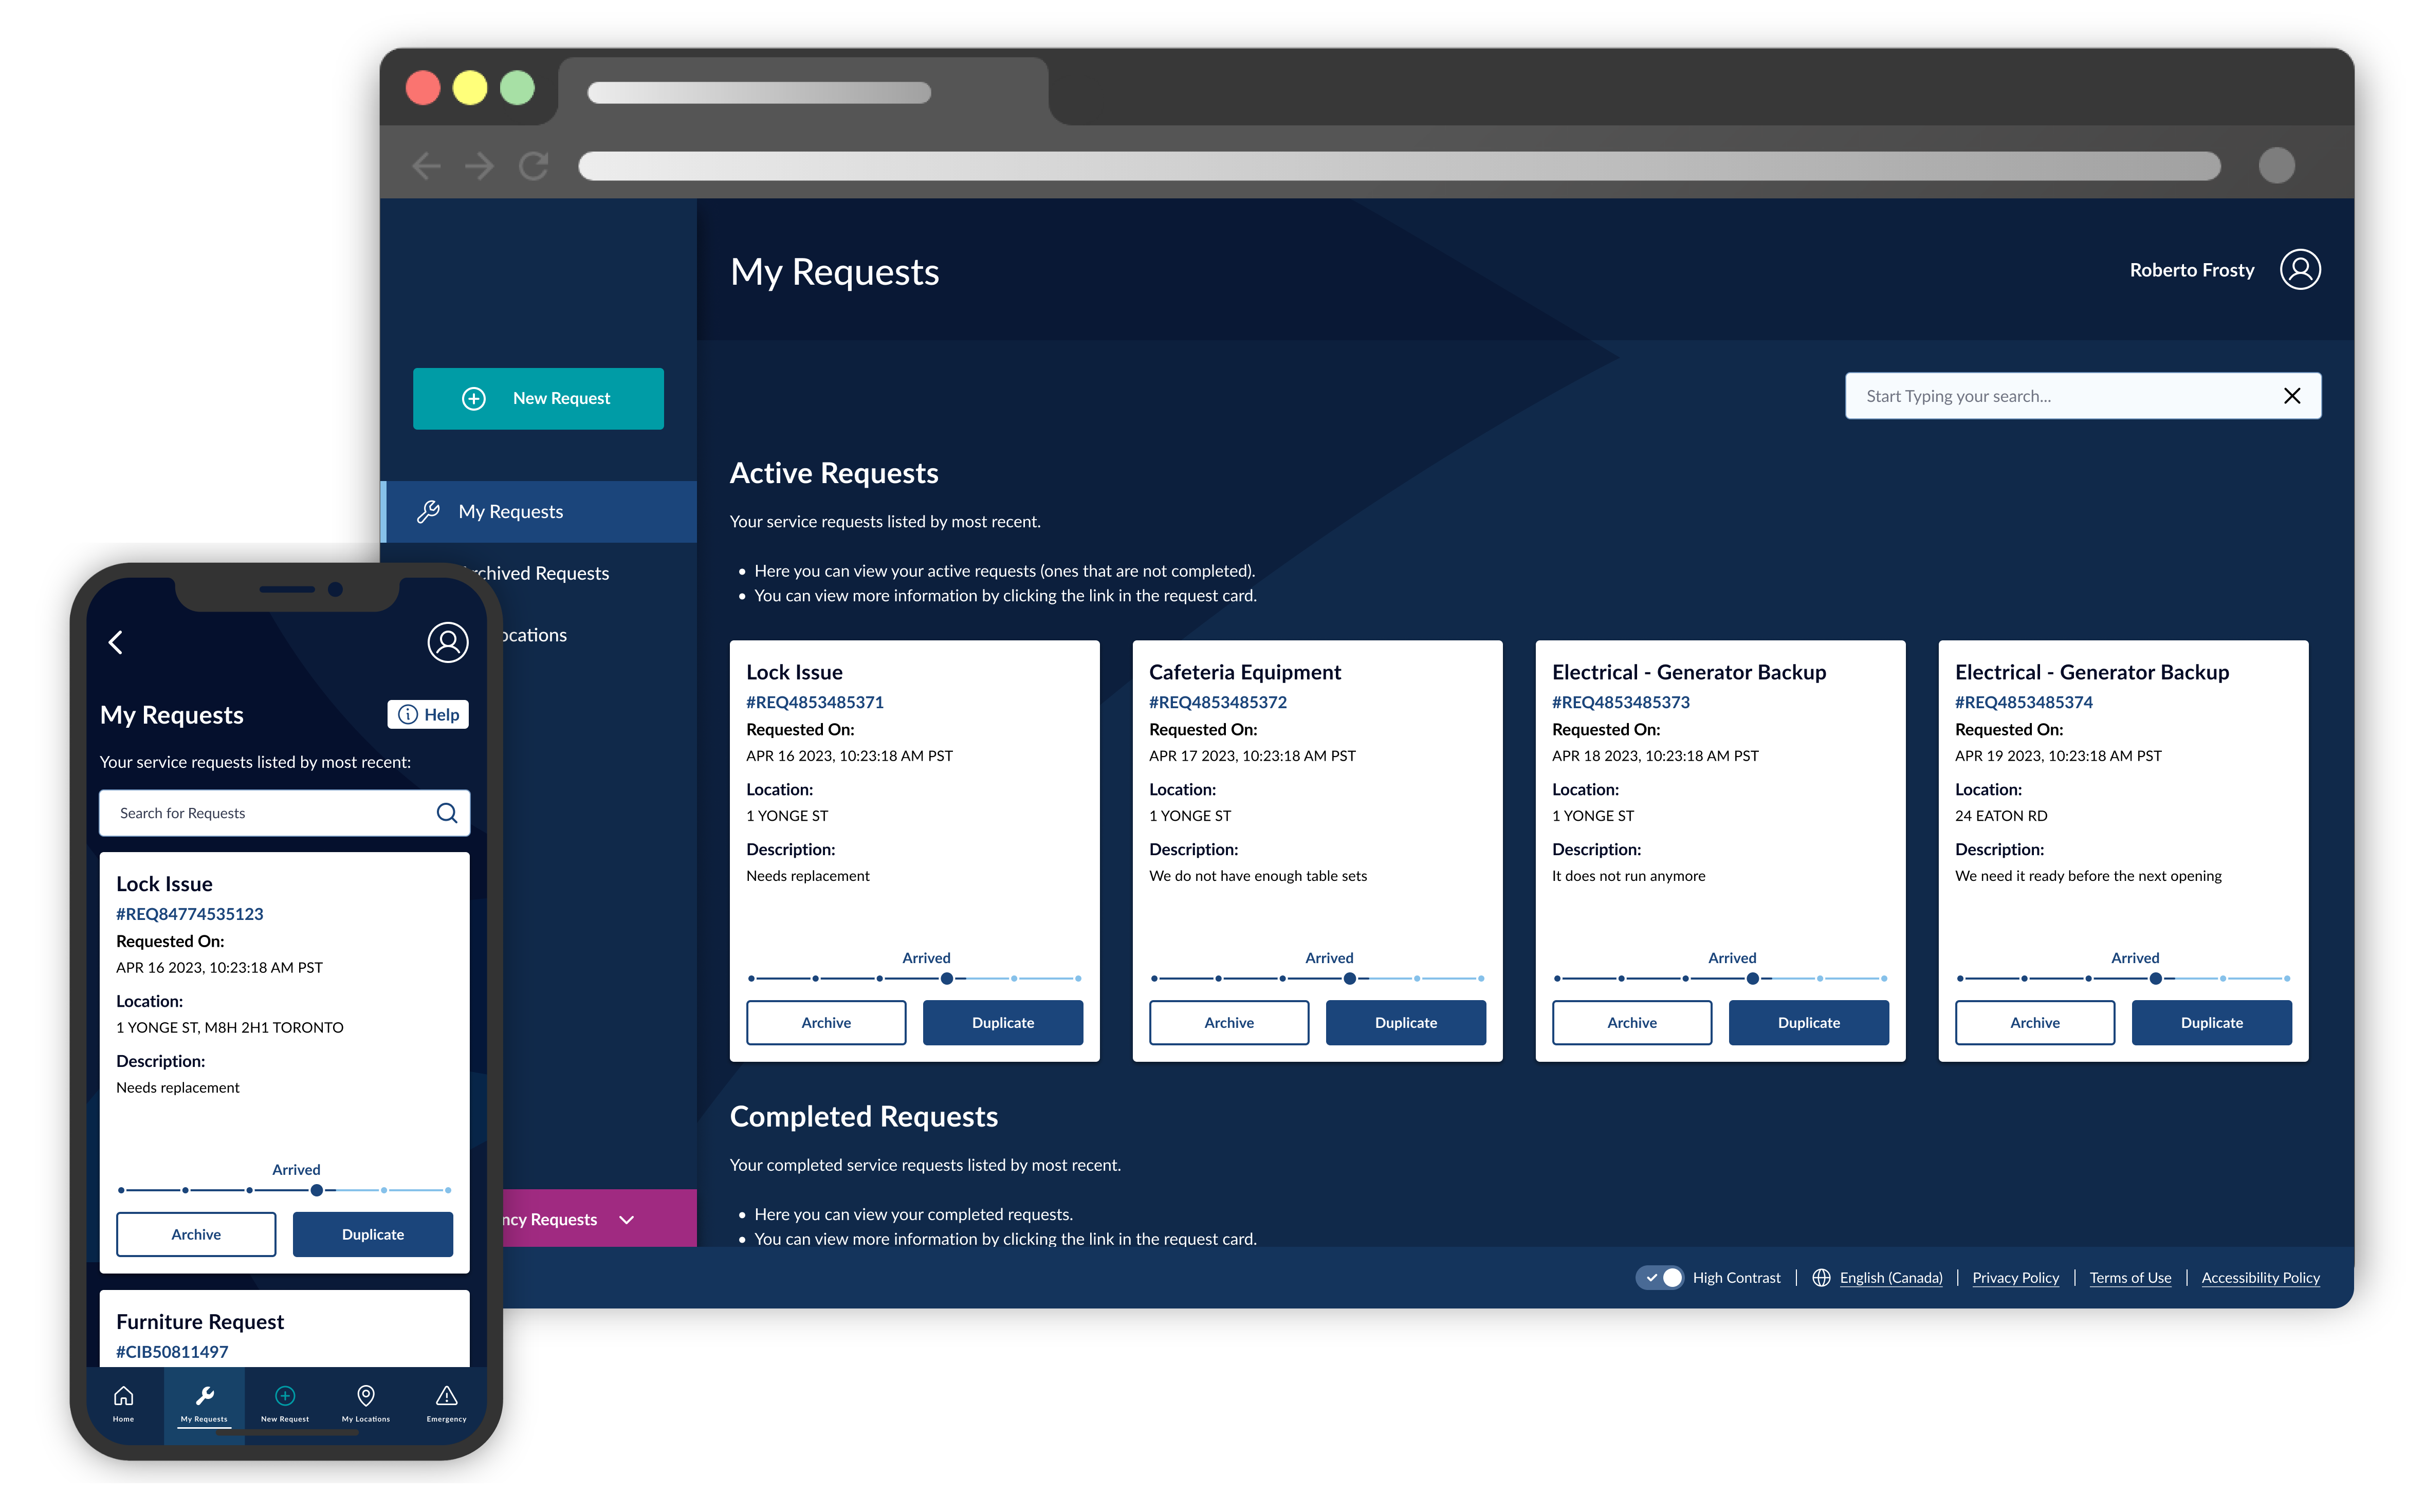 My Requests
Roberto Frosty
New Request
Start Typing your search...
My Requests
chived Requests
ocations
ncy Requests
Active Requests
Your service requests listed by most recent.
• Here you can view your active requests (ones that are not completed).
• You can view more information by clicking the link in the request card.
Lock Issue
#REQ4853485371
Requested On:
APR 16 2023, 10:23:18 AM PST
Location:
1 YONGE ST
Description:
Needs replacement
Arrived
Archive
Duplicate
Cafeteria Equipment
#REQ4853485372
Requested On:
APR 17 2023, 10:23:18 AM PST
Location:
1 YONGE ST
Description:
We do not have enough table sets
Arrived
Archive
Duplicate
Electrical - Generator Backup
#REQ4853485373
Requested On:
APR 18 2023, 10:23:18 AM PST
Location:
1 YONGE ST
Description:
It does not run anymore
Arrived
Archive
Duplicate
Electrical - Generator Backup
#REQ4853485374
Requested On:
APR 19 2023, 10:23:18 AM PST
Location:
24 EATON RD
Description:
We need it ready before the next opening
Arrived
Archive
Duplicate
Completed Requests
Your completed service requests listed by most recent.
• Here you can view your completed requests.
• You can view more information by clicking the link in the request card.
High Contrast | English (Canada) | Privacy Policy | Terms of Use | Accessibility Policy
My Requests
Help
Your service requests listed by most recent:
Search for Requests
Lock Issue
#REQ84774535123
Requested On:
APR 16 2023, 10:23:18 AM PST
Location:
1 YONGE ST, M8H 2H1 TORONTO
Description:
Needs replacement
Arrived
Archive
Duplicate
Furniture Request
#CIB50811497
Home
My Requests
New Request
My Locations
Emergency